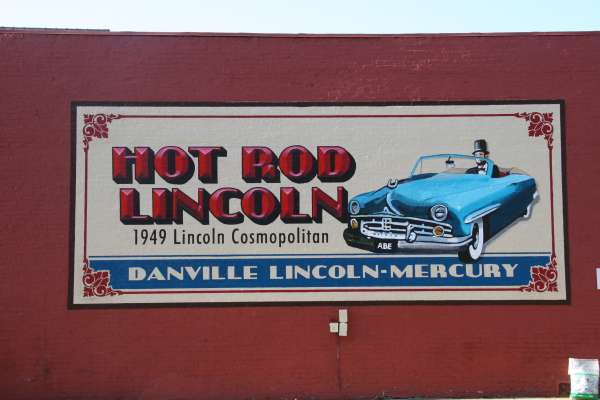 HOT ROD
LINCOLN
1949 Lincoln Cosmopolitan
ABE
DANVILLE LINCOLN-MERCURY